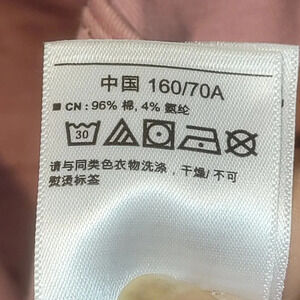 中国 160/70A
■ CN: 96% 棉, 4% 氨纶
30
请与同类色衣物洗涤, 干燥/不可
熨烫标签